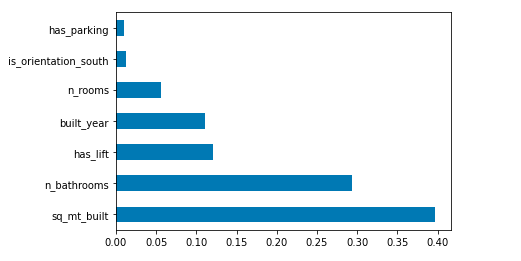 has_parking
is_orientation_south
n_rooms
built_year
has_lift
n_bathrooms
sq_mt_built
0.00 0.05 0.10 0.15 0.20 0.25 0.30 0.35 0.40